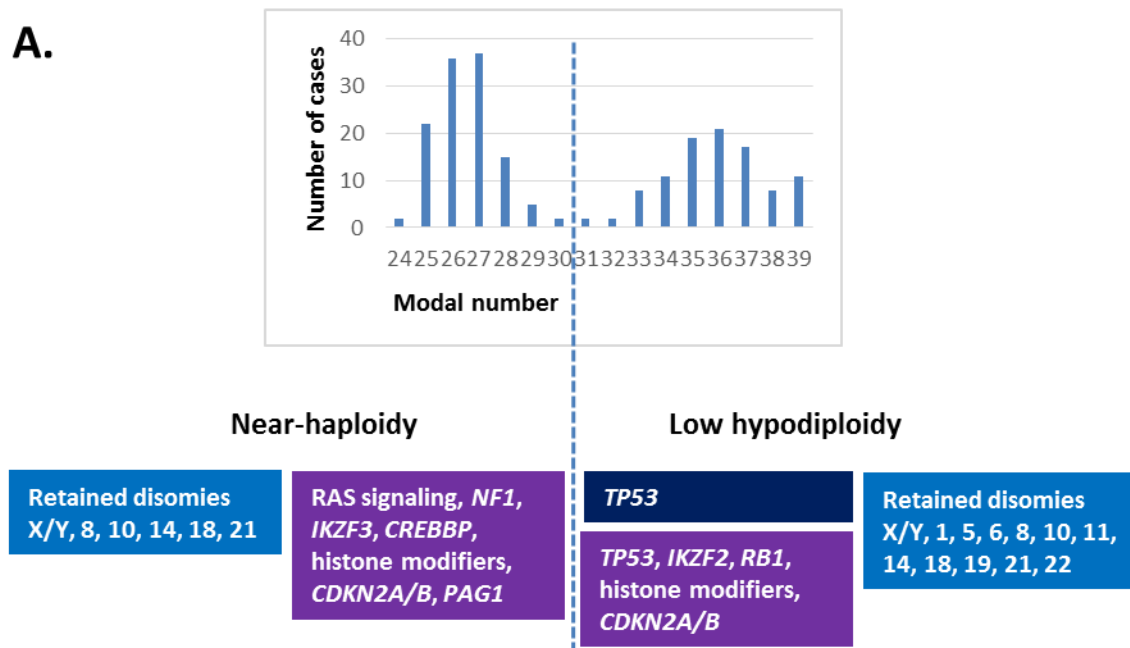 A.
Number of cases
40
30
20
10
0
24 25 26 27 28 29 30 31 32 33 34 35 36 37 38 39
Modal number
Near-haploidy
Low hypodiploidy
Retained disomies
X/Y, 8, 10, 14, 18, 21
RAS signaling, NF1,
IKZF3, CREBBP,
histone modifiers,
CDKN2A/B, PAG1
TP53
TP53, IKZF2, RB1,
histone modifiers,
CDKN2A/B
Retained disomies
X/Y, 1, 5, 6, 8, 10, 11,
14, 18, 19, 21, 22